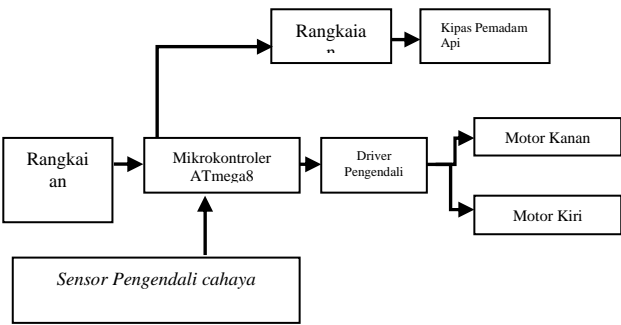 Rangkaia
n
Kipas Pemadam
Api
Rangkai
an
Mikrokontroler
ATmega8
Driver
Pengendali
Motor Kanan
Motor Kiri
Sensor Pengendali cahaya